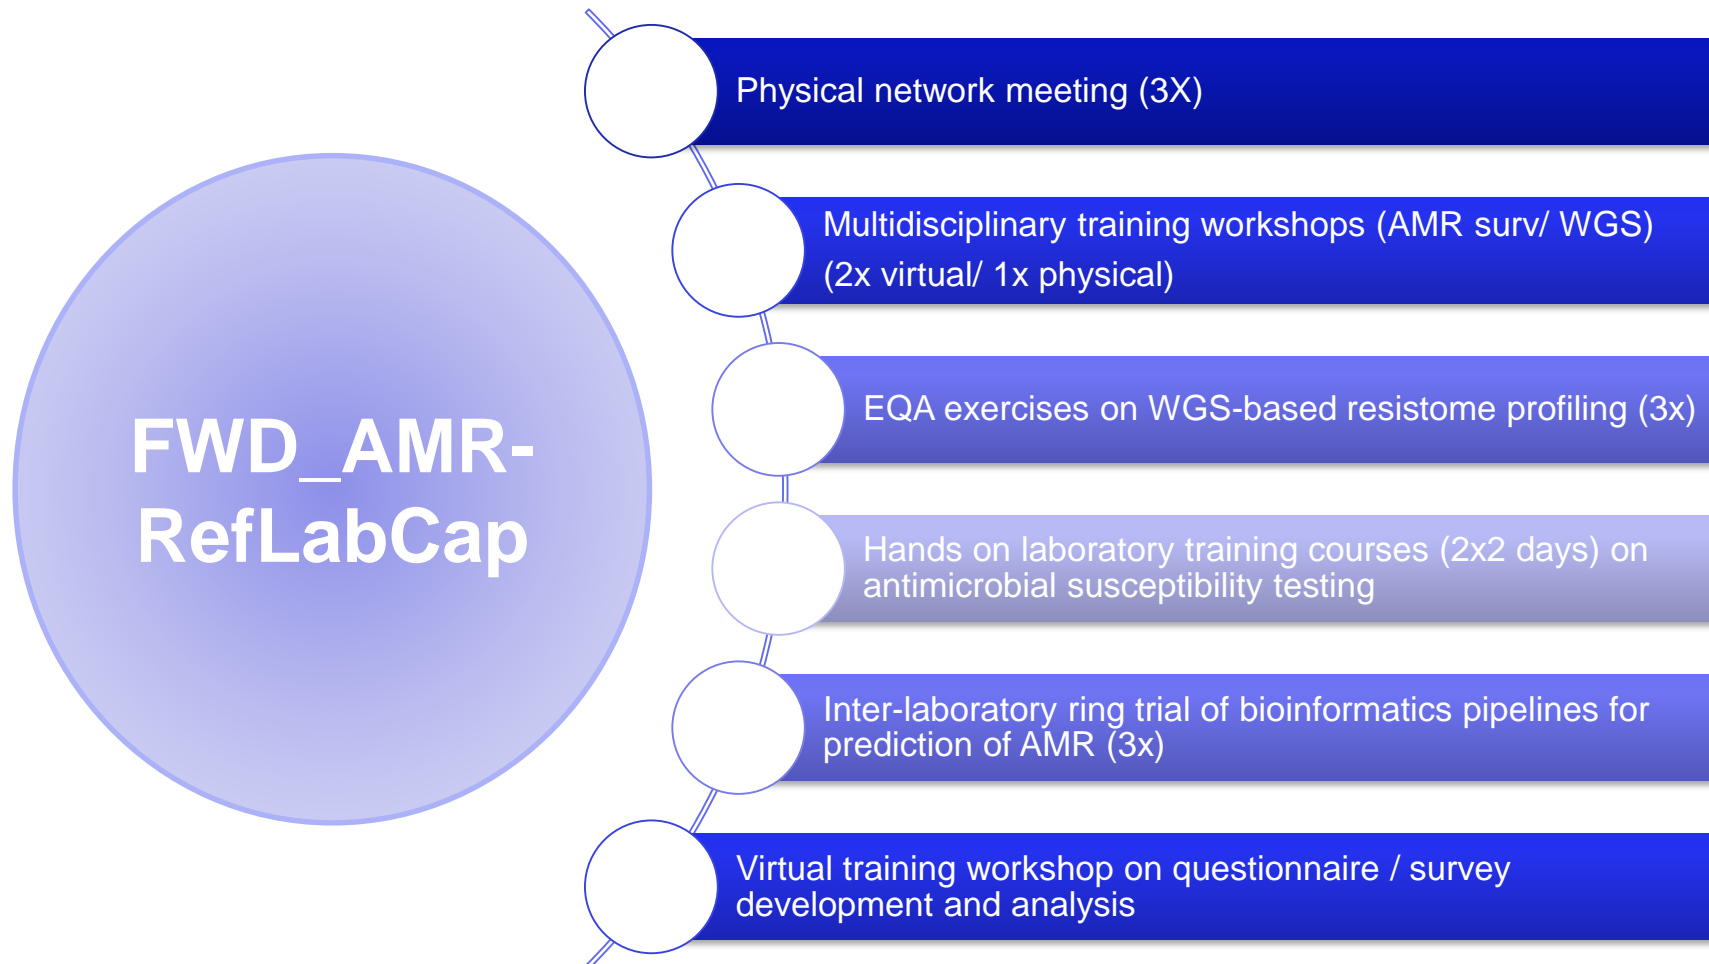 FWD_AMR-
RefLabCap
Physical network meeting (3X)
Multidisciplinary training workshops (AMR surv/ WGS)
(2x virtual/ 1x physical)
EQA exercises on WGS-based resistome profiling (3x)
Hands on laboratory training courses (2x2 days) on
antimicrobial susceptibility testing
Inter-laboratory ring trial of bioinformatics pipelines for
prediction of AMR (3x)
Virtual training workshop on questionnaire / survey
development and analysis